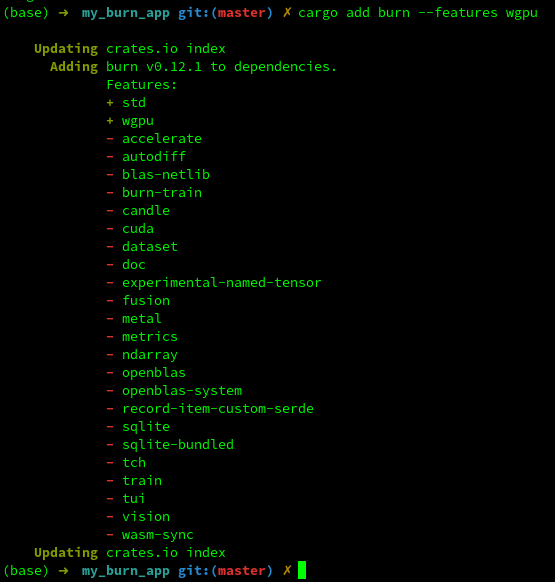 (base) → my_burn_app git:(master) ✗ cargo add burn --features wgpu
Updating crates.io index
Adding burn v0.12.1 to dependencies.
Features:
+ std
+ wgpu
- accelerate
- autodiff
- blas-netlib
- burn-train
- candle
- cuda
- dataset
- doc
- experimental-named-tensor
- fusion
- metal
- metrics
- ndarray
- openblas
- openblas-system
- record-item-custom-serde
- sqlite
- sqlite-bundled
- tch
- train
- tui
- vision
- wasm-sync
Updating crates.io index
(base) → my_burn_app git:(master) ✗